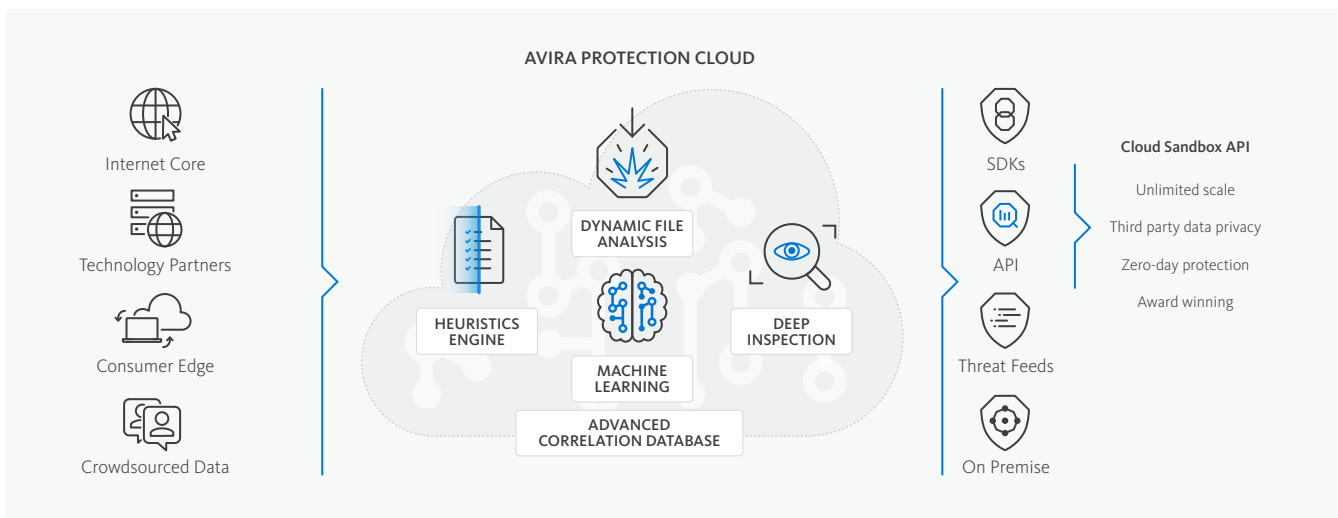 AVIRA PROTECTION CLOUD
Internet Core
Technology Partners
Consumer Edge
Crowdsourced Data
DYNAMIC FILE
ANALYSIS
HEURISTICS
ENGINE
MACHINE
LEARNING
DEEP
INSPECTION
ADVANCED
CORRELATION DATABASE
SDKs
API
Threat Feeds
On Premise
Cloud Sandbox API
Unlimited scale
Third party data privacy
Zero-day protection
Award winning